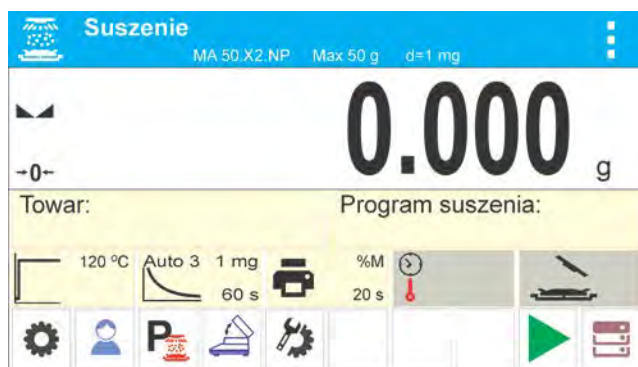 Suszenie
MA 50.X2.NP Max 50 g d=1 mg
0.000 g
→0←
Towar: Program suszenia:
120 ºC Auto 3 1 mg %M
60 s 20 s
P